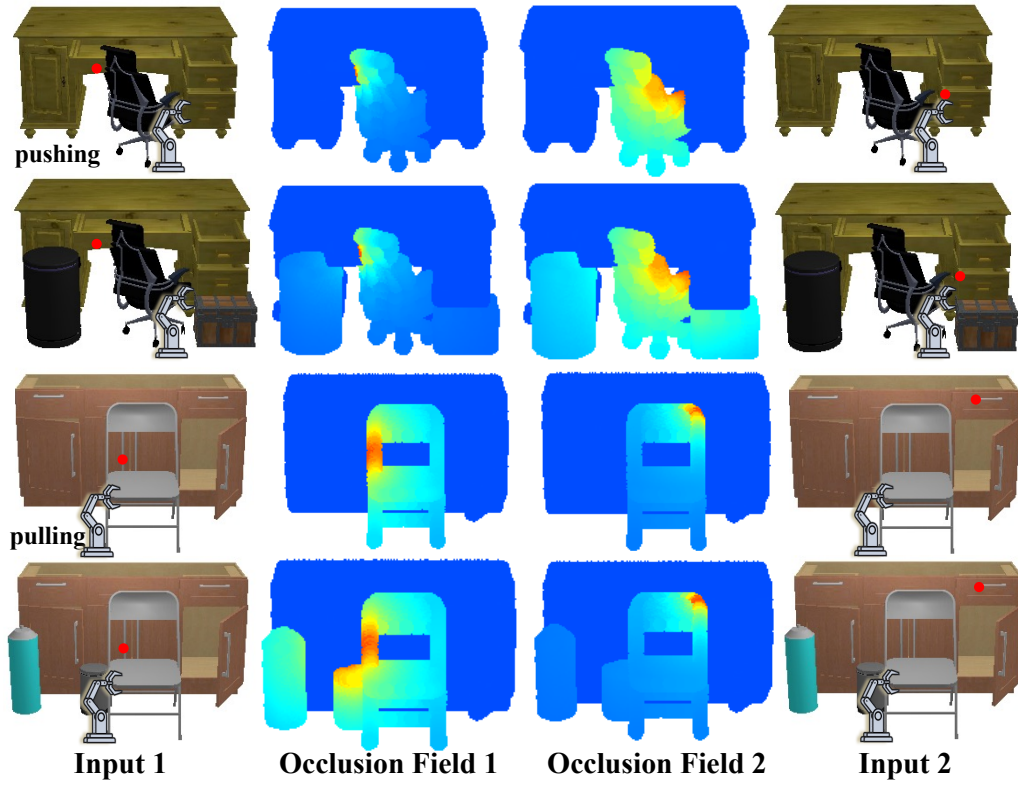 pushing
pulling
Input 1
Occlusion Field 1
Occlusion Field 2
Input 2